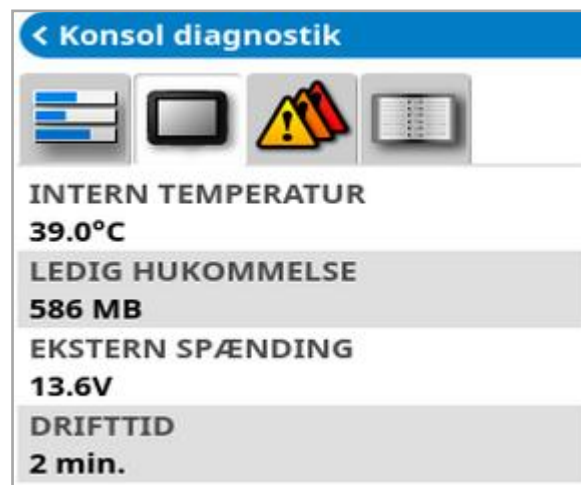 < Konsol diagnostik
INTERN TEMPERATUR
39.0°C
LEDIG HUKOMMELSE
586 MB
EKSTERN SPÆNDING
13.6V
DRIFTTID
2 min.